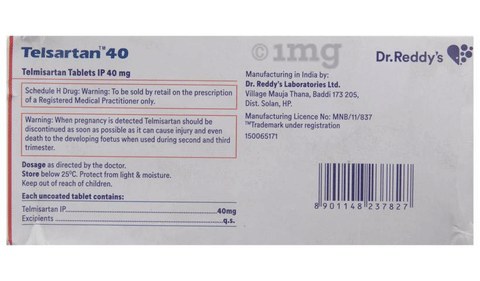 Telsartan™40
Telmisartan Tablets IP 40 mg
Schedule H Drug: Warning: To be sold by retail on the prescription
of a Registered Medical Practitioner only.
Warning: When pregnancy is detected Telmisartan should be
discontinued as soon as possible as it can cause injury and even
death to the developing foetus when used during second and third
trimester.
Dosage as directed by the doctor.
Store below 25°C. Protect from light & moisture.
Keep out of reach of children.
Each uncoated tablet contains:
Telmisartan IP.......................................40mg
Excipients.............................................q.s.
©1mg
Dr.Reddy's
Manufacturing in India by:
Dr. Reddy's Laboratories Ltd.
Village Mauja Thana, Baddi 173 205,
Dist. Solan, HP.
Manufacturing Licence No: MNB/11/837
™Trademark under registration
150065171
8 901148 237827